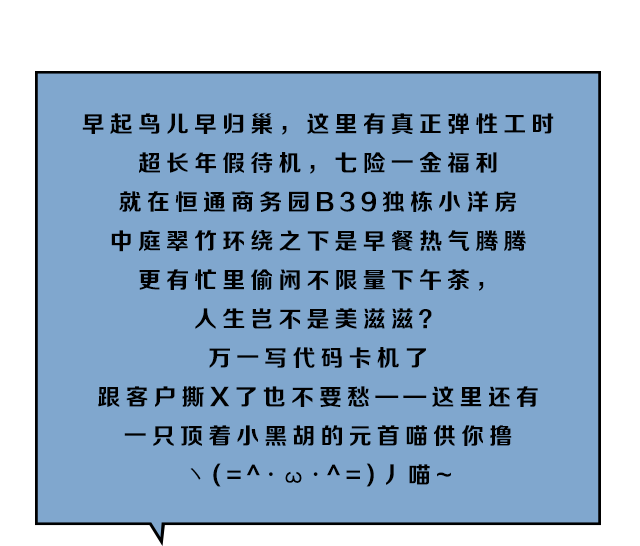 早起鸟儿早归巢，这里有真正弹性工时
超长年假待机，七险一金福利
就在恒通商务园B39独栋小洋房
中庭翠竹环绕之下是早餐热气腾腾
更有忙里偷闲不限量下午茶，
人生岂不是美滋滋？
万一写代码卡机了
跟客户撕X了也不要愁——这里还有
一只顶着小黑胡的元首喵供你撸
ヽ(=^·ω·^=)丿喵~